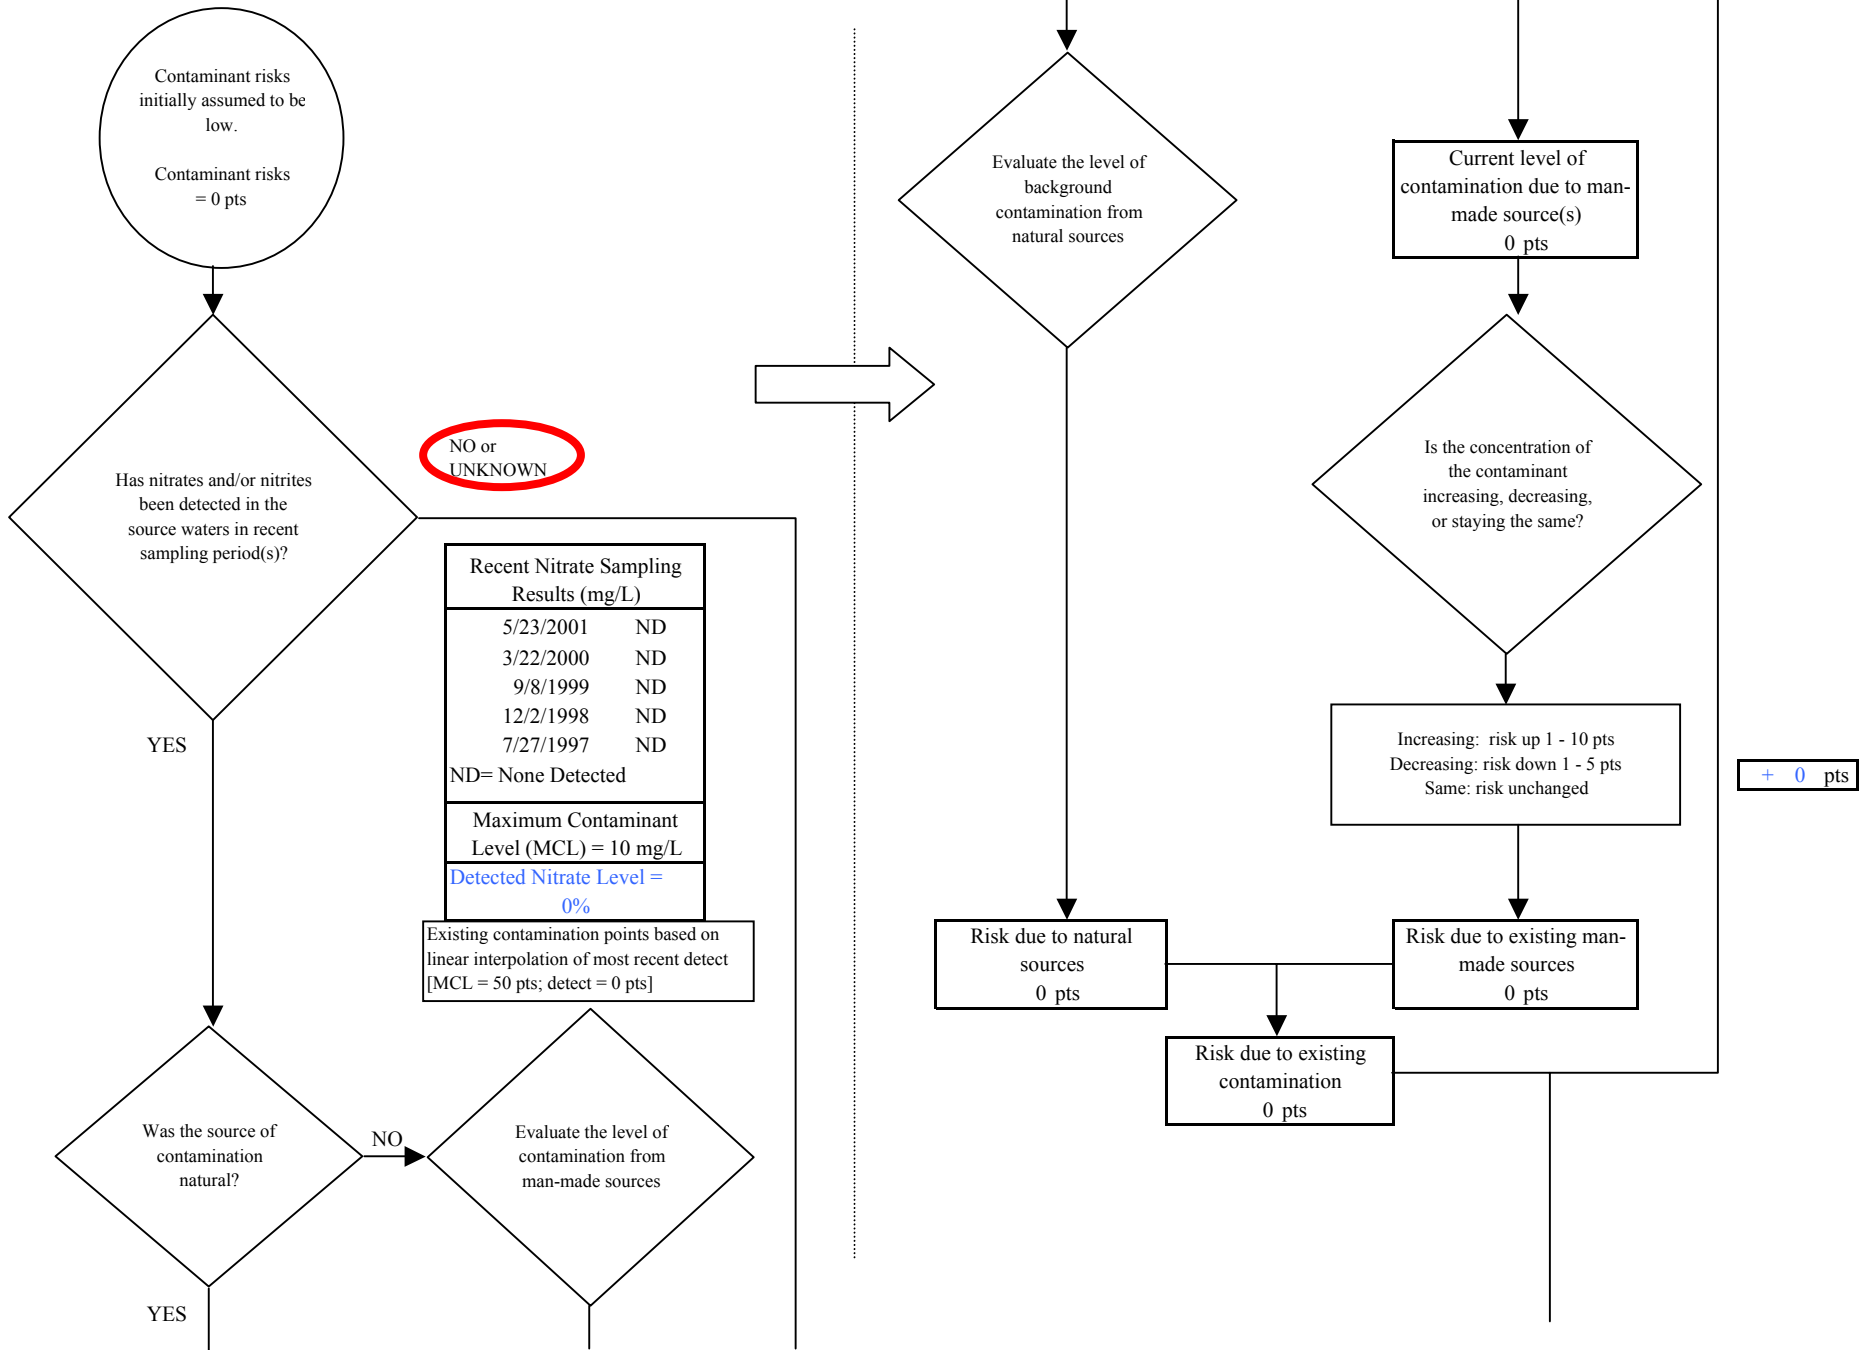 Contaminant risks
initially assumed to be
low.
Contaminant risks
= 0 pts
Has nitrates and/or nitrites
been detected in the
source waters in recent
sampling period(s)?
NO or
UNKNOWN
YES
Recent Nitrate Sampling
Results (mg/L)
5/23/2001 ND
3/22/2000 ND
9/8/1999 ND
12/2/1998 ND
7/27/1997 ND
ND= None Detected
Maximum Contaminant
Level (MCL) = 10 mg/L
Detected Nitrate Level =
0%
Existing contamination points based on
linear interpolation of most recent detect
[MCL = 50 pts; detect = 0 pts]
Was the source of
contamination
natural?
NO
YES
Evaluate the level of
contamination from
man-made sources
Evaluate the level of
background
contamination from
natural sources
Current level of
contamination due to man-
made source(s)
0 pts
Is the concentration of
the contaminant
increasing, decreasing,
or staying the same?
Increasing: risk up 1 - 10 pts
Decreasing: risk down 1 - 5 pts
Same: risk unchanged
+ 0 pts
Risk due to natural
sources
0 pts
Risk due to existing man-
made sources
0 pts
Risk due to existing
contamination
0 pts